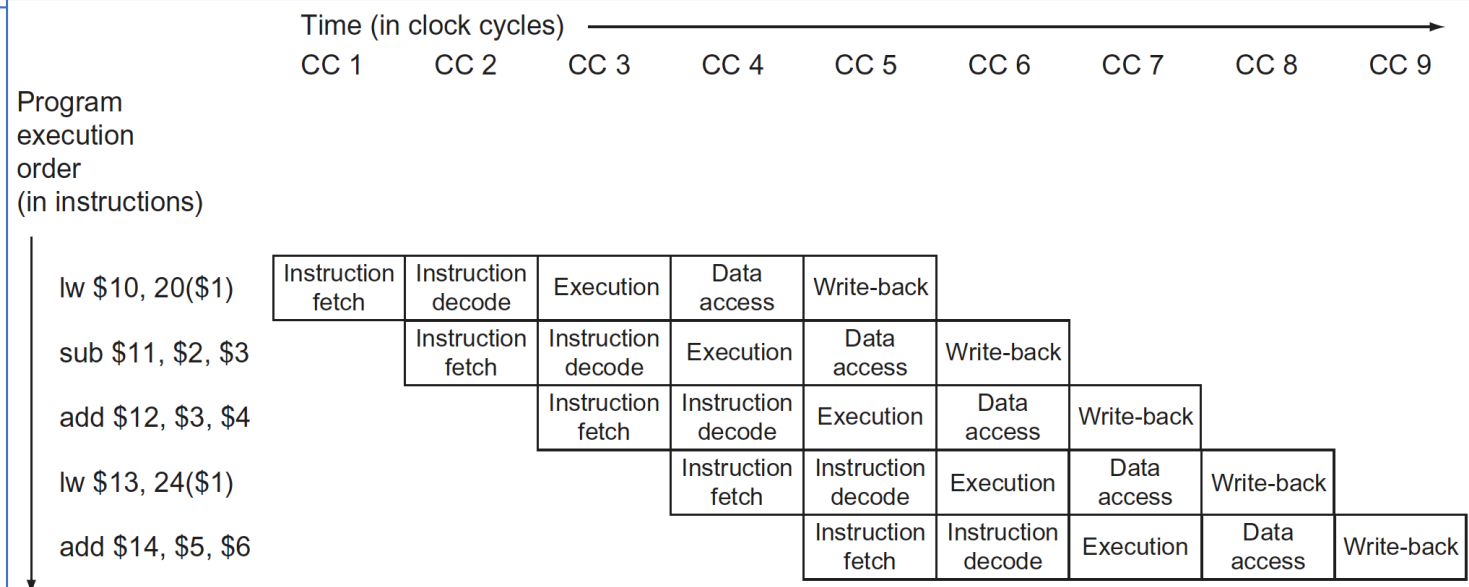 Time (in clock cycles)
CC 1 CC 2 CC 3 CC 4 CC 5 CC 6 CC 7 CC 8 CC 9
Program
execution
order
(in instructions)
lw $10, 20($1)
Instruction
fetch
Instruction
decode
Execution
Data
access
Write-back
sub $11, $2, $3
Instruction
fetch
Instruction
decode
Execution
Data
access
Write-back
add $12, $3, $4
Instruction
fetch
Instruction
decode
Execution
Data
access
Write-back
lw $13, 24($1)
Instruction
fetch
Instruction
decode
Execution
Data
access
Write-back
add $14, $5, $6
Instruction
fetch
Instruction
decode
Execution
Data
access
Write-back